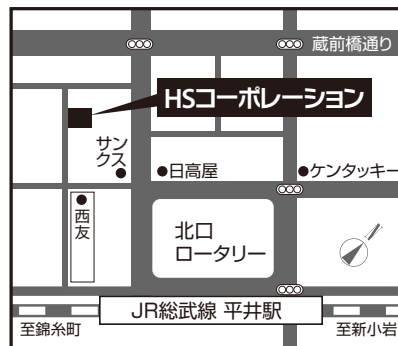 蔵前橋通り
HSコーポレーション
サン
クス
日高屋
ケンタッキー
西友
北口
ロータリー
JR総武線 平井駅
至錦糸町
至新小岩